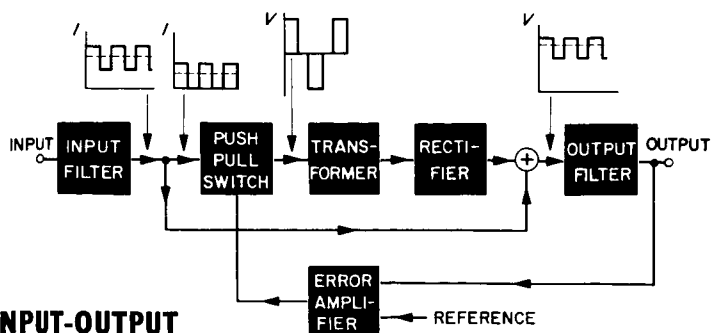 I
I
V
V
INPUT
INPUT
FILTER
PUSH
PULL
SWITCH
TRANS-
FORMER
RECTI-
FIER
+
OUTPUT
FILTER
OUTPUT
ERROR
AMPLI-
FIER
REFERENCE
NPUT-OUTPUT